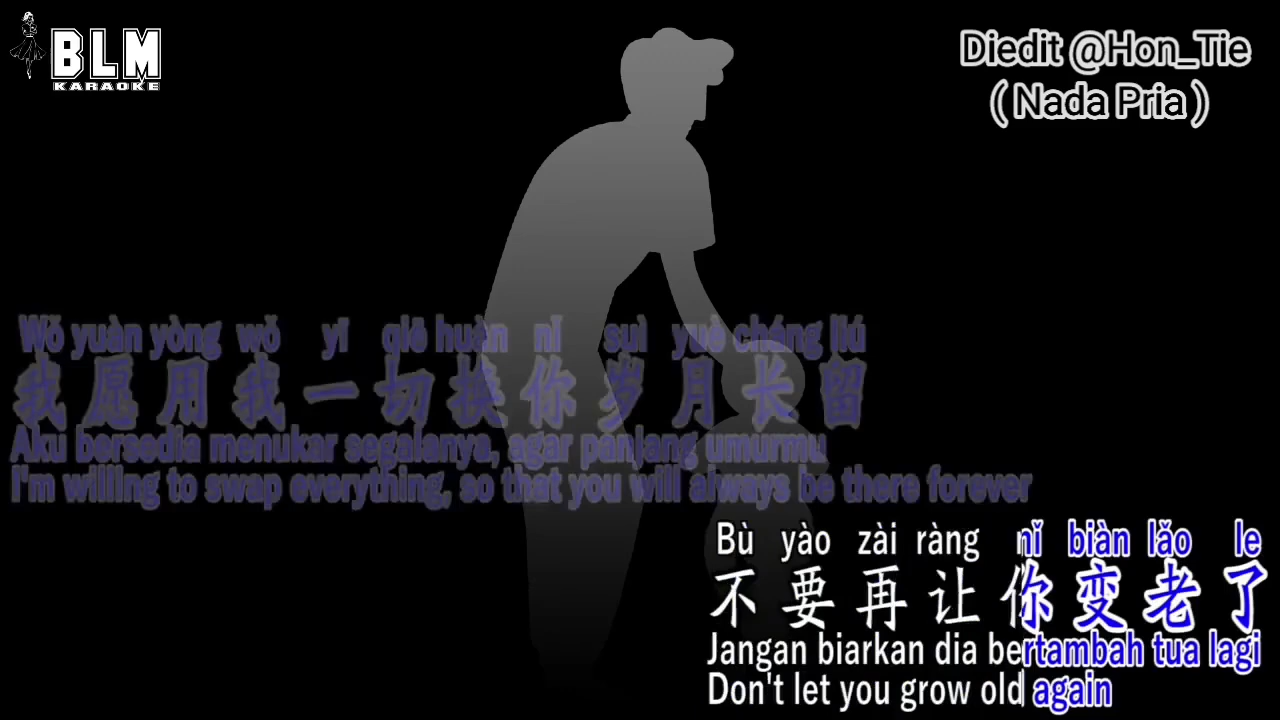 BLM
KARAOKE
Diedit @Hon_Tie
( Nada Pria )
Wǒ yuàn yòng wǒ yī qiē huàn nǐ suì yuè cháng liú
我愿用我一切换你岁月长留
Aku bersedia menukar segalanya, agar panjang umurmu
I'm willing to swap everything, so that you will always be there forever
Bù yào zài ràng nǐ biàn lǎo le
不要再让你变老了
Jangan biarkan dia bertambah tua lagi
Don't let you grow old again